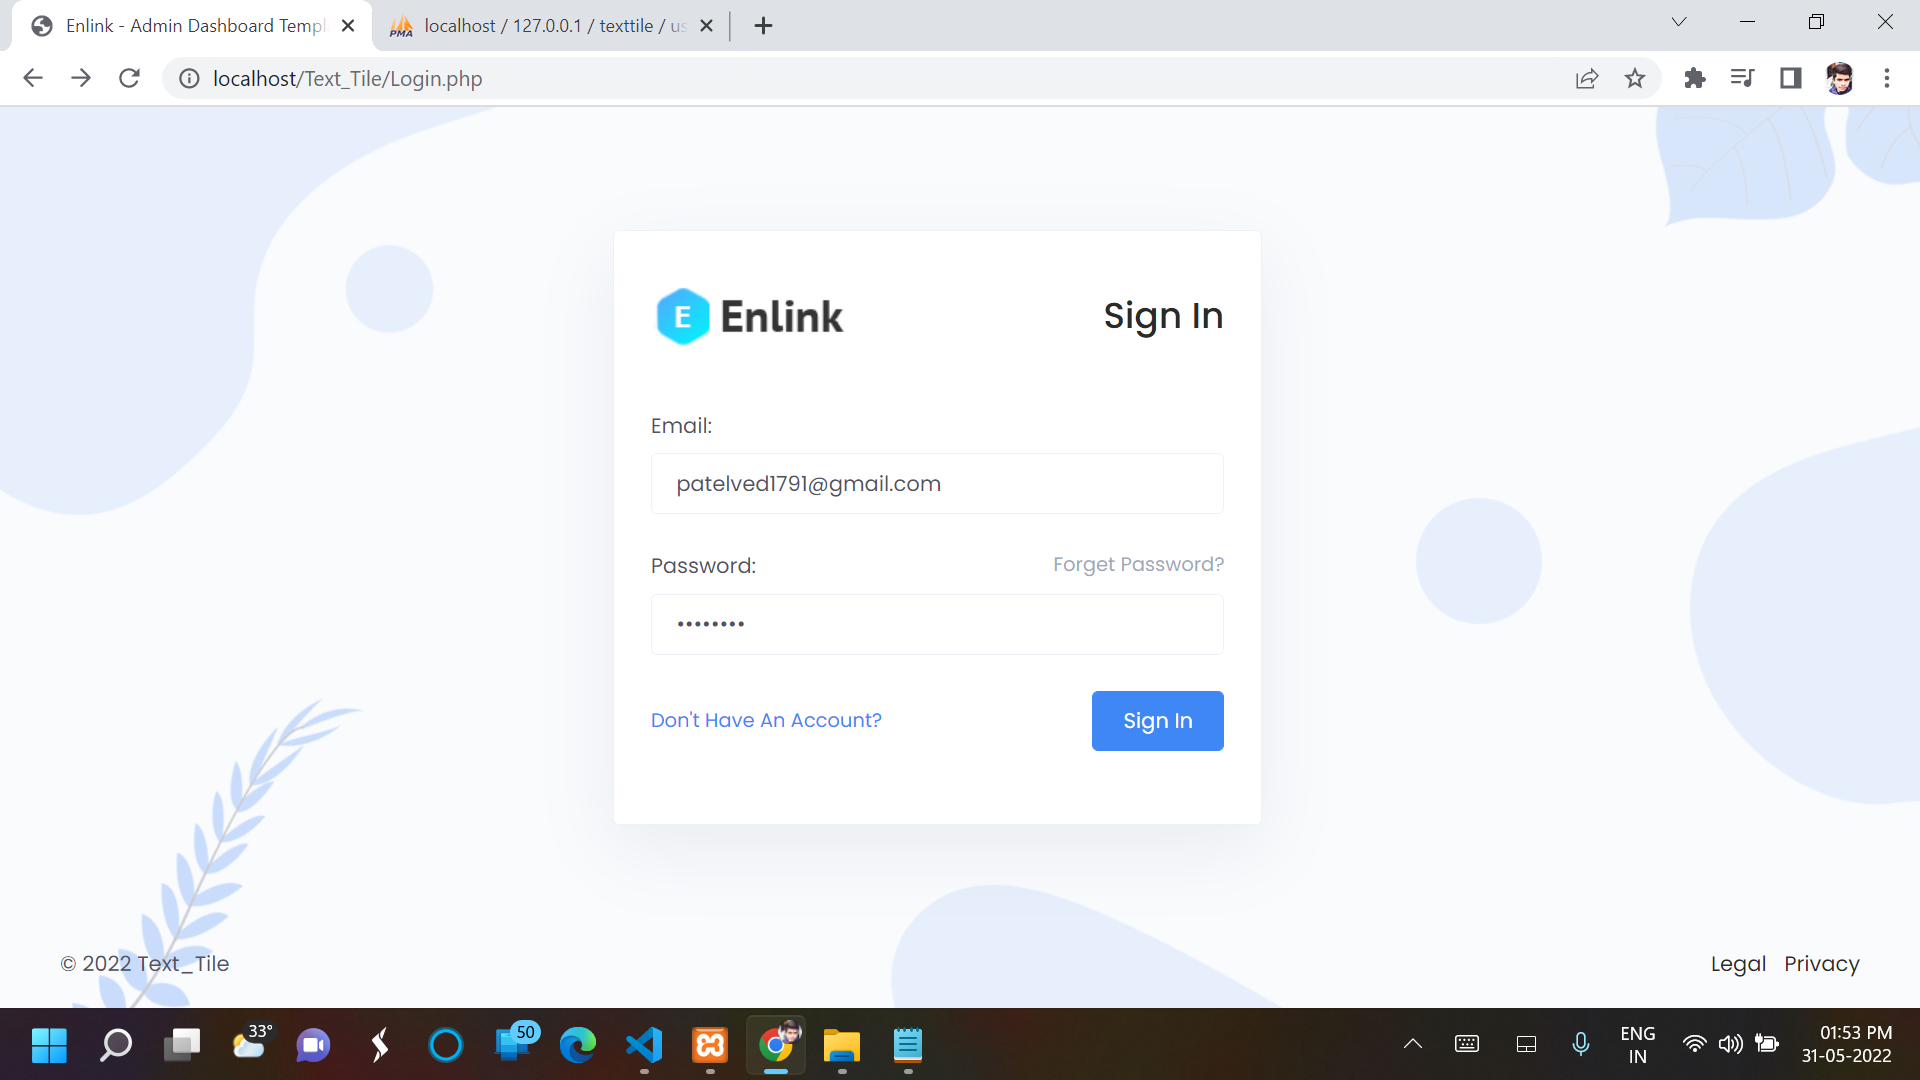 Enlink - Admin Dashboard Templ
localhost / 127.0.0.1 / texttile / us
localhost/Text_Tile/Login.php
E Enlink
Sign In
Email:
patelved1791@gmail.com
Password:
Forget Password?
••••••••
Don't Have An Account?
Sign In
© 2022 Text_Tile
Legal Privacy
33°
50
ENG
IN
01:53 PM
31-05-2022
PMA